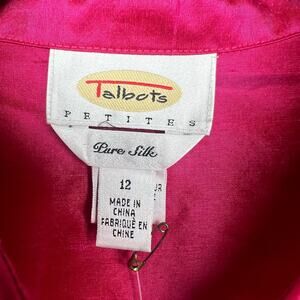 Talbots
PETITES
Pure Silk
12
MADE IN
CHINA
FABRIQUÉ EN
CHINE